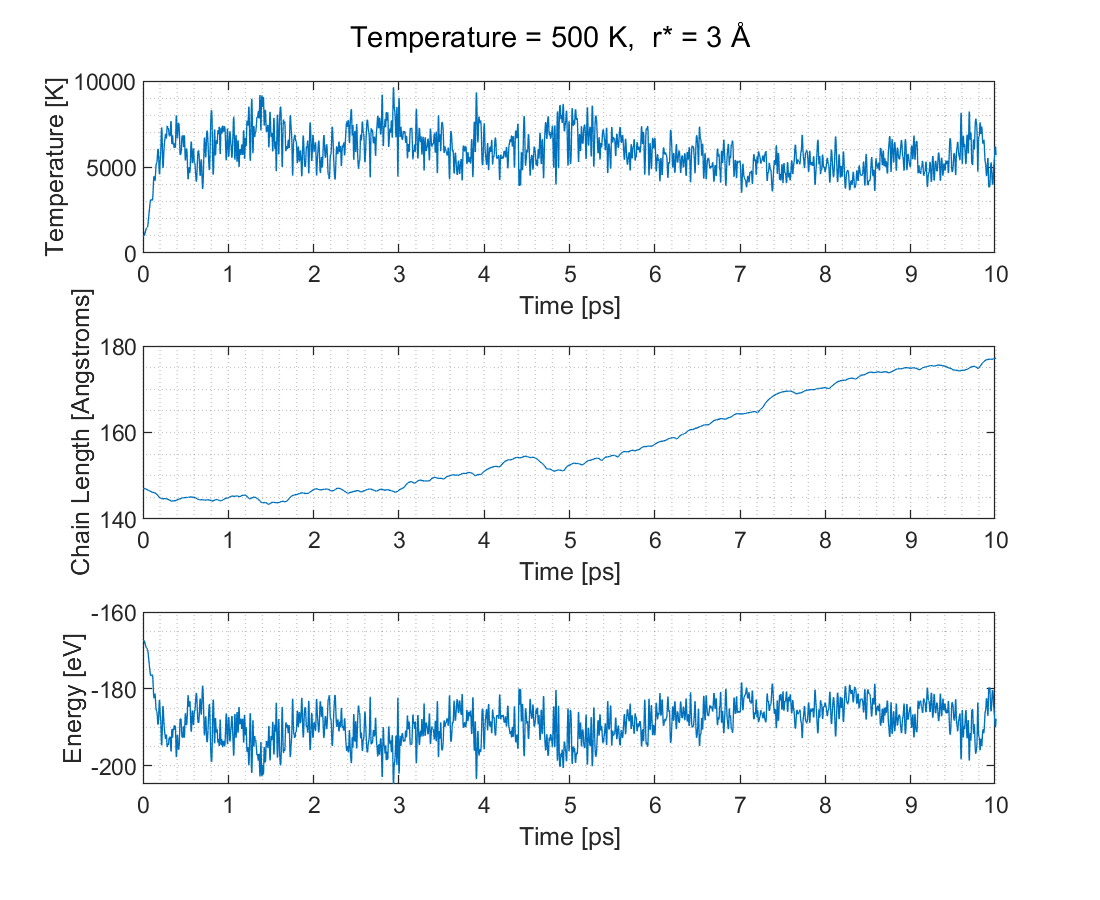 Temperature = 500 K,  r* = 3 Å
Temperature [K]
10000
5000
0
0 1 2 3 4 5 6 7 8 9 10
Time [ps]
Chain Length [Angstroms]
180
160
140
0 1 2 3 4 5 6 7 8 9 10
Time [ps]
Energy [eV]
-160
-180
-200
0 1 2 3 4 5 6 7 8 9 10
Time [ps]